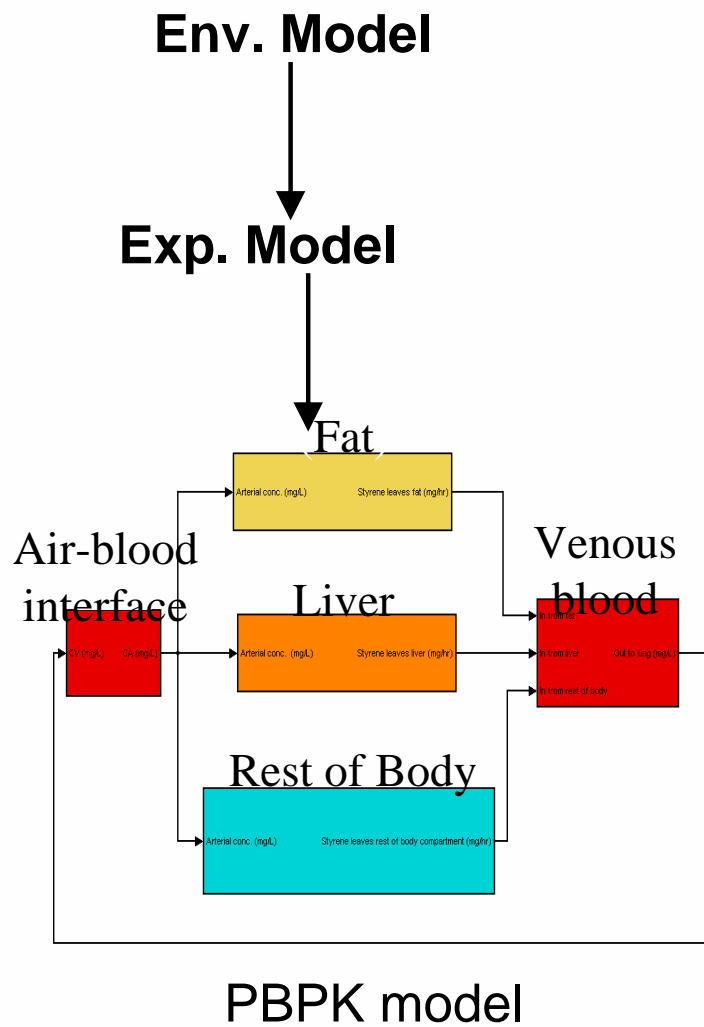 Env. Model
Exp. Model
Fat
Arterial conc. (mg/L)
Styrene leaves fat (mg/hr)
Air-blood
interface
CV (mg/L)
CA (mg/L)
Liver
Arterial conc. (mg/L)
Styrene leaves liver (mg/hr)
Venous
blood
In from fat
In from liver
Out to lung (mg/L)
In from rest of body
Rest of Body
Arterial conc. (mg/L)
Styrene leaves rest of body compartment (mg/hr)
PBPK model